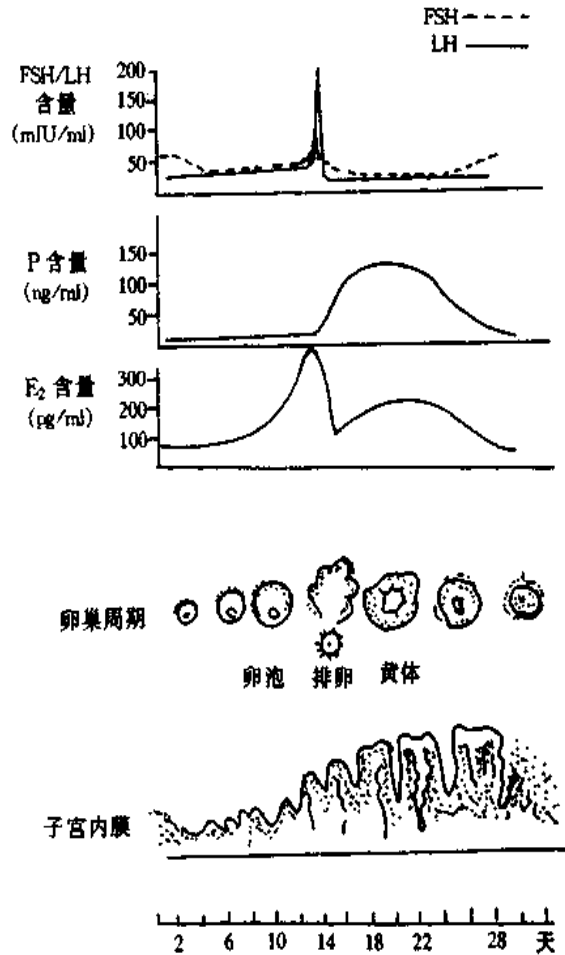 FSH
LH
FSH/LH
含量
(mIU/ml)
200
150
100
50
P 含量
(ng/ml)
150
100
50
E₂ 含量
(pg/ml)
300
200
100
卵巢周期
卵泡 排卵 黄体
子宫内膜
2 6 10 14 18 22 28 天